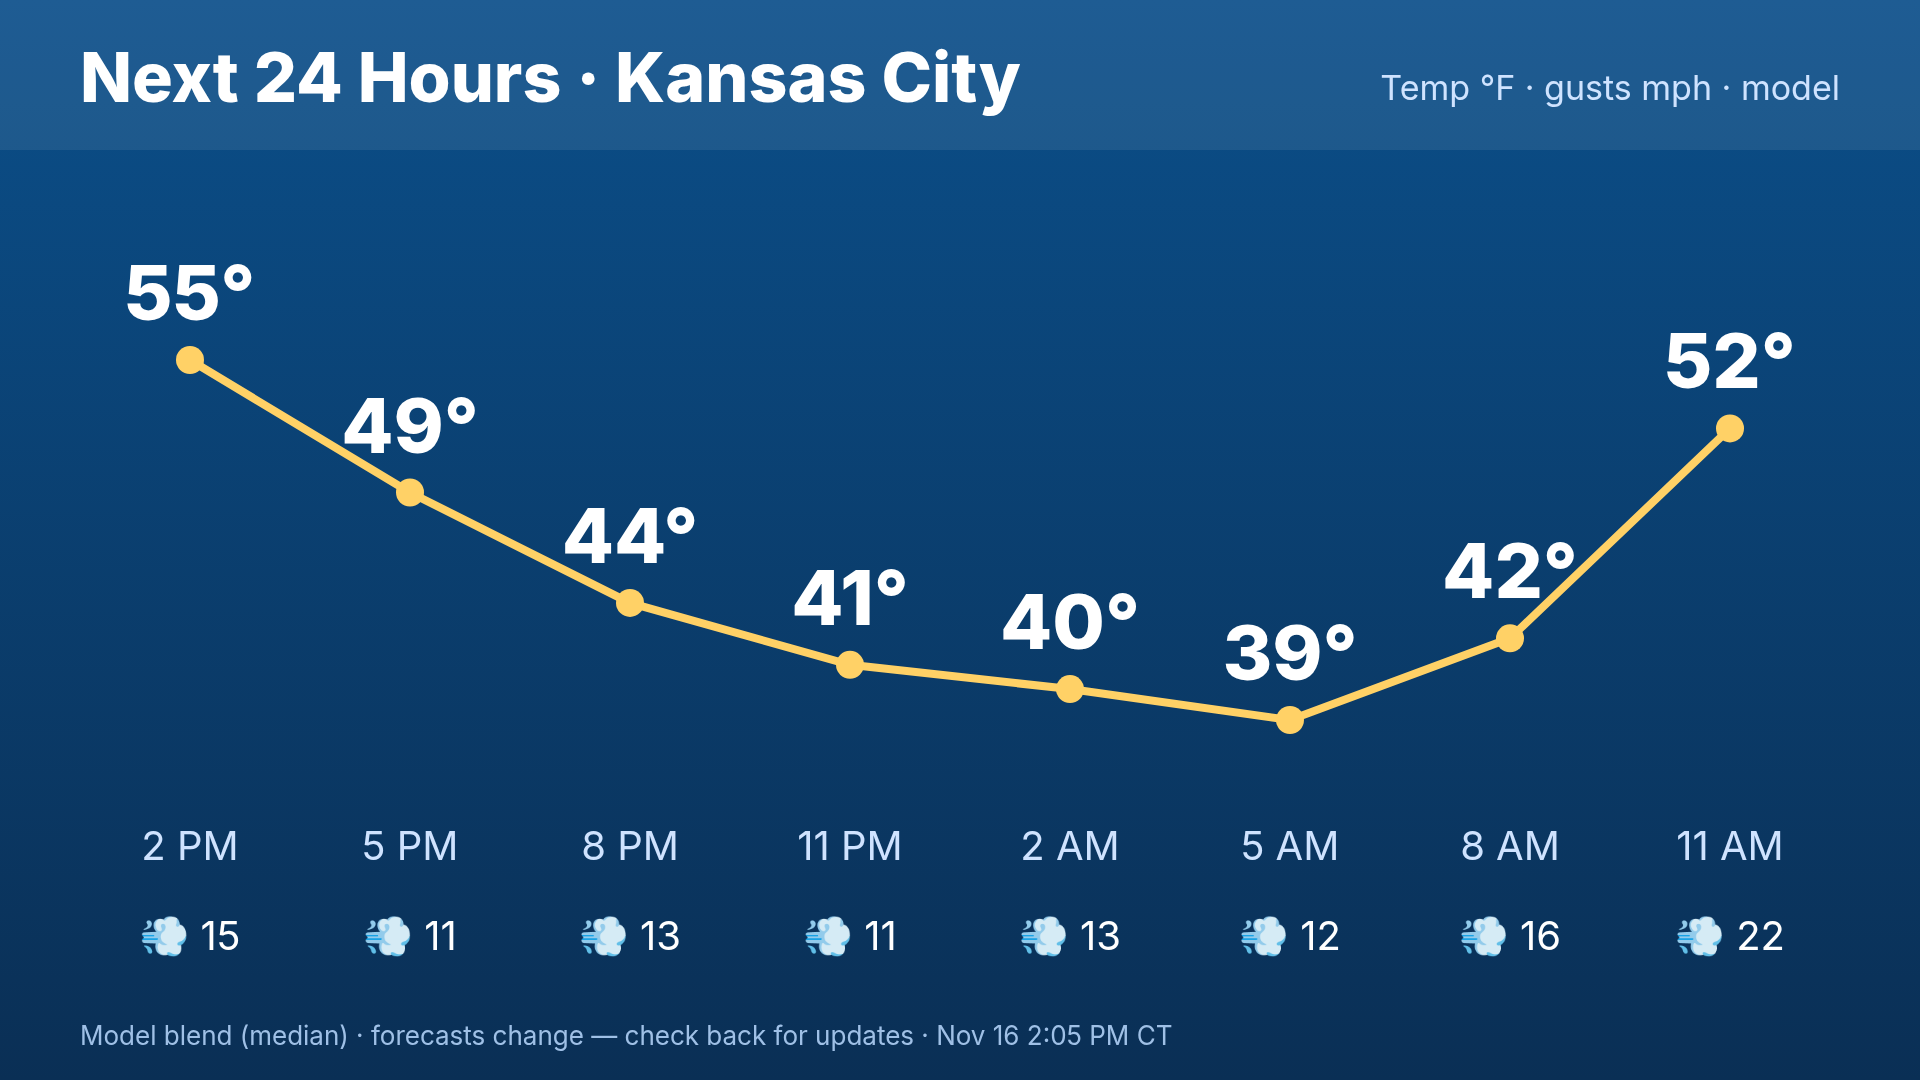 Next 24 Hours · Kansas City
Temp °F · gusts mph · model
55°
49°
44°
41°
40°
39°
42°
52°
2 PM 5 PM 8 PM 11 PM 2 AM 5 AM 8 AM 11 AM
15 11 13 11 13 12 16 22
Model blend (median) · forecasts change — check back for updates · Nov 16 2:05 PM CT